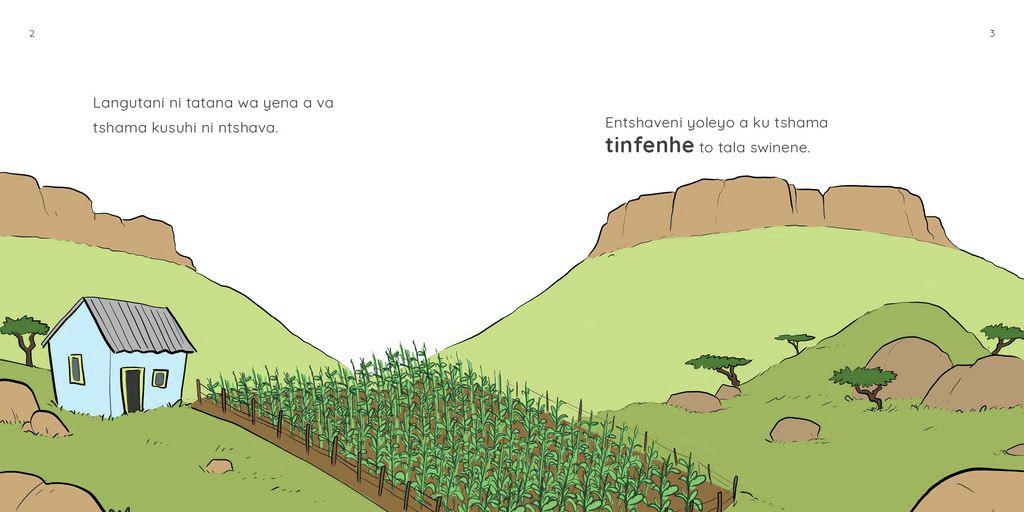 2
Langutani ni tatana wa yena a va
tshama kusuhi ni ntshava.
3
Entshaveni yoleyo a ku tshama
tinfenhe to tala swinene.